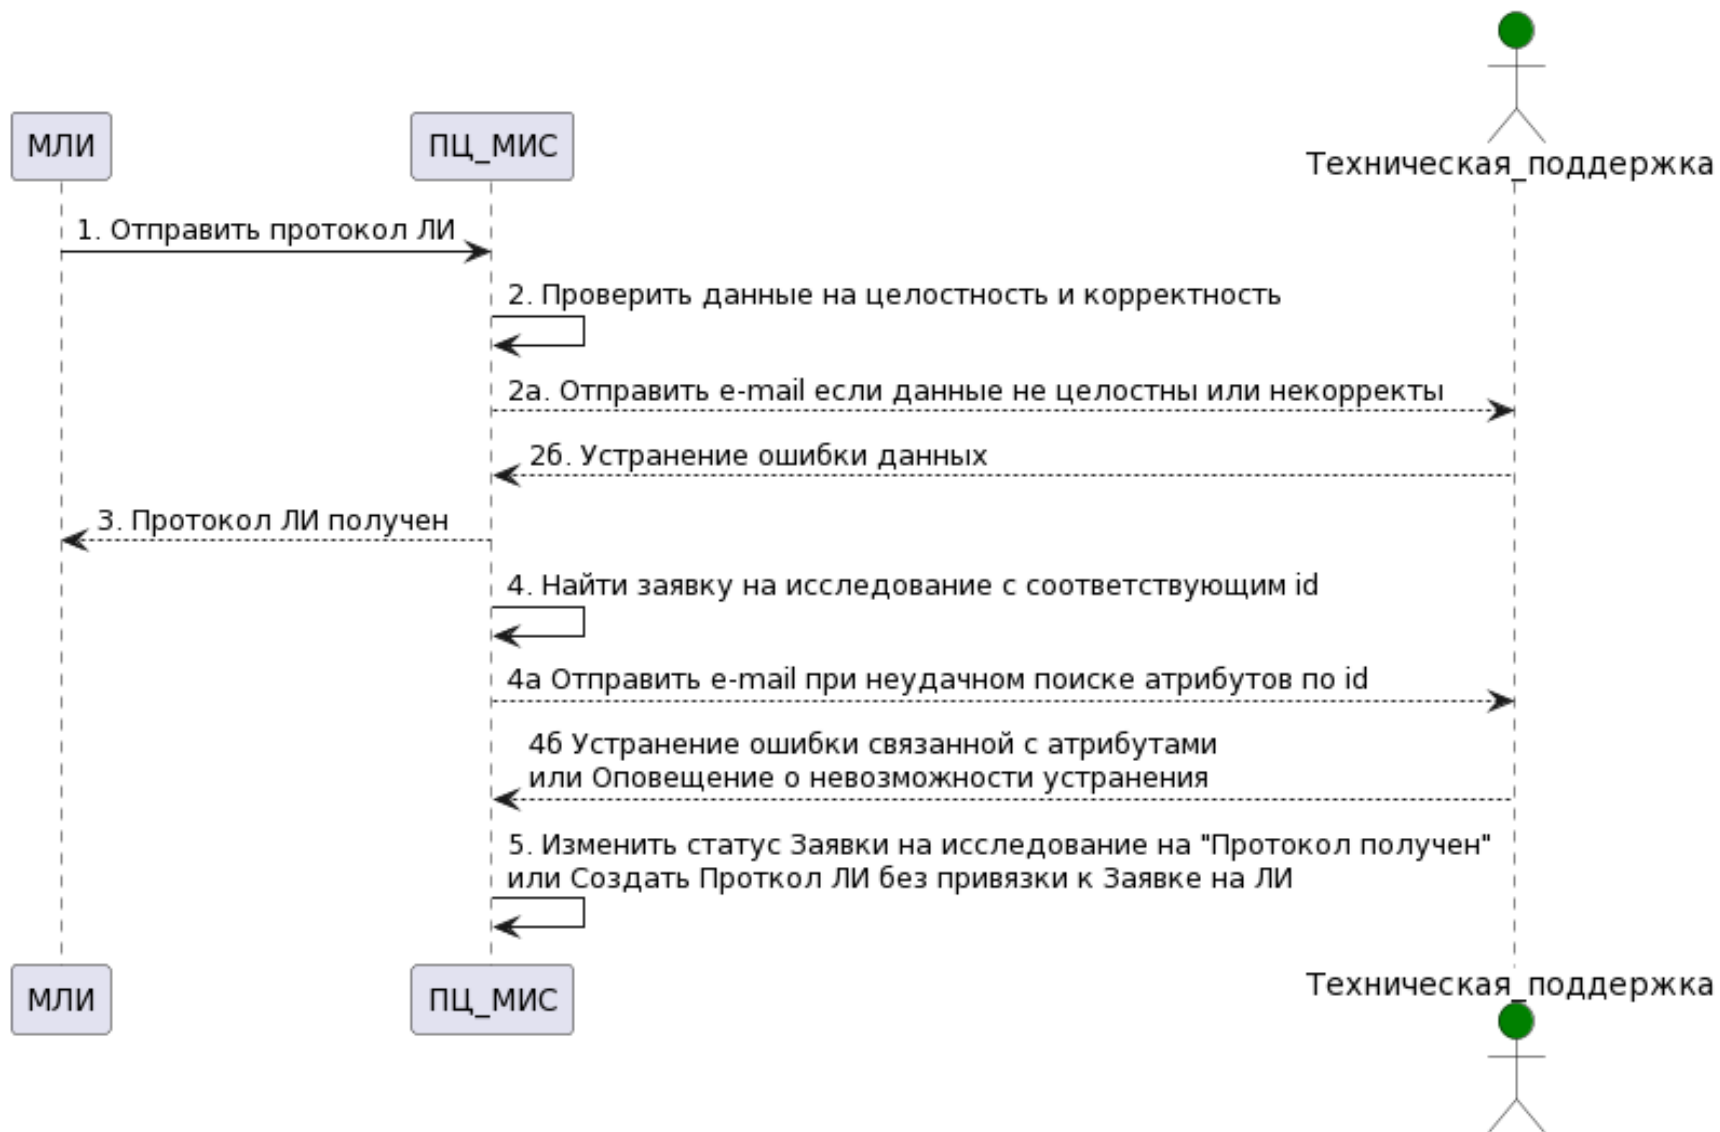 Техническая_поддержка
МЛИ
ПЦ_МИС
1. Отправить протокол ЛИ
2. Проверить данные на целостность и корректность
2а. Отправить e-mail если данные не целостны или некорректы
2б. Устранение ошибки данных
3. Протокол ЛИ получен
4. Найти заявку на исследование с соответствующим id
4а Отправить e-mail при неудачном поиске атрибутов по id
4б Устранение ошибки связанной с атрибутами
или Оповещение о невозможности устранения
5. Изменить статус Заявки на исследование на "Протокол получен"
или Создать Проткол ЛИ без привязки к Заявке на ЛИ
МЛИ
ПЦ_МИС
Техническая_поддержка